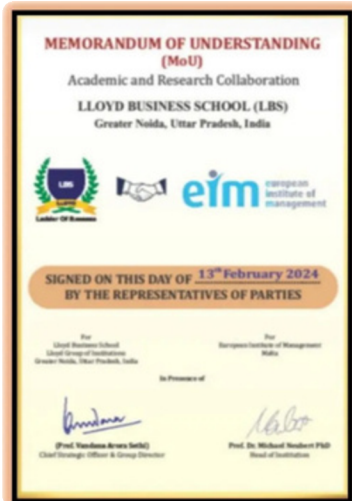 MEMORANDUM OF UNDERSTANDING
(MoU)
Academic and Research Collaboration
LLOYD BUSINESS SCHOOL (LBS)
Greater Noida, Uttar Pradesh, India
LBS
Ladder Of Business
eim european
institute of
management
SIGNED ON THIS DAY OF 13th February 2024
BY THE REPRESENTATIVES OF PARTIES
For
Lloyd Business School
Lloyd Group of Institutions
Greater Noida, Uttar Pradesh, India
For
European Institute of Management
Malta
In Presence of
(Prof. Vandana Arora Sethi)
Chief Strategic Officer & Group Director
Prof. Dr. Michael Neubert PhD
Head of Institution